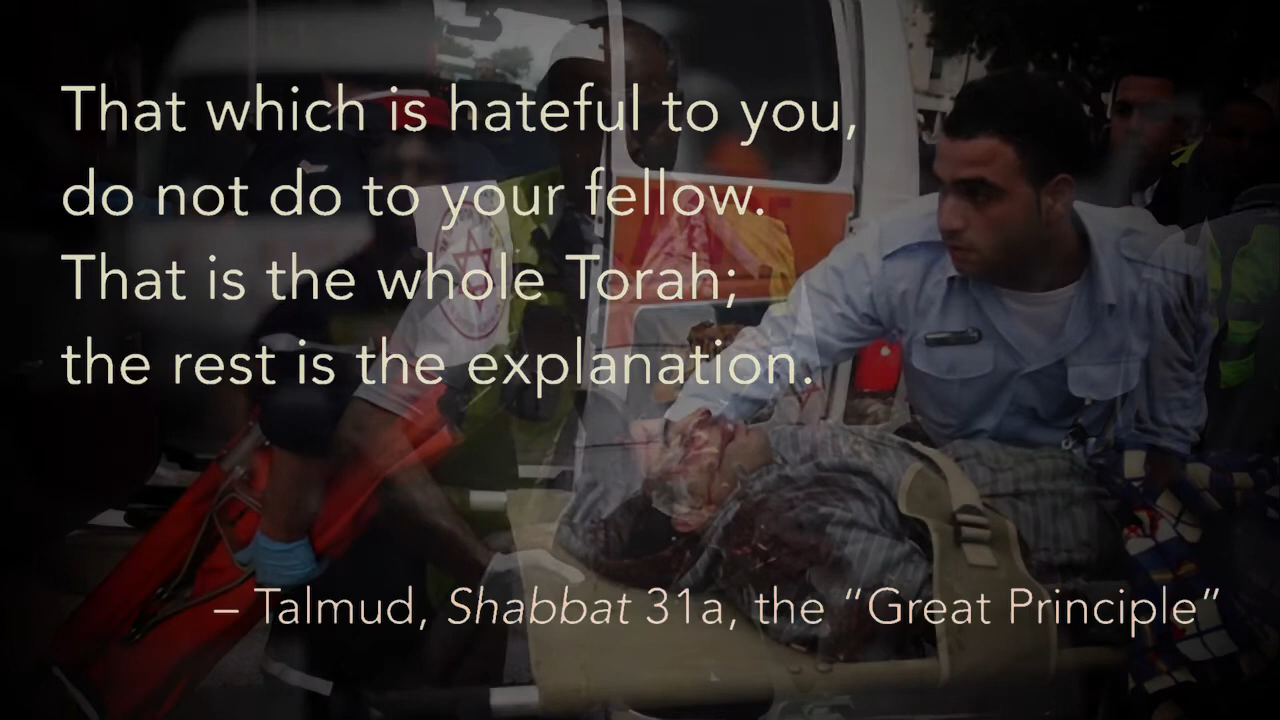 That which is hateful to you,
do not do to your fellow.
That is the whole Torah;
the rest is the explanation.
– Talmud, Shabbat 31a, the “Great Principle”